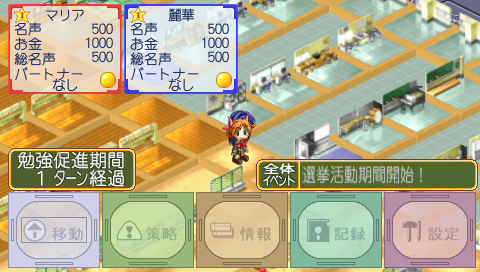 1 マリア
名声 500
お金 1000
総名声 500
パートナー
なし
1 麗華
名声 500
お金 1000
総名声 500
パートナー
なし
勉強促進期間
1 ターン経過
全体
イベント
選挙活動期間開始！
移動
策略
情報
記録
設定